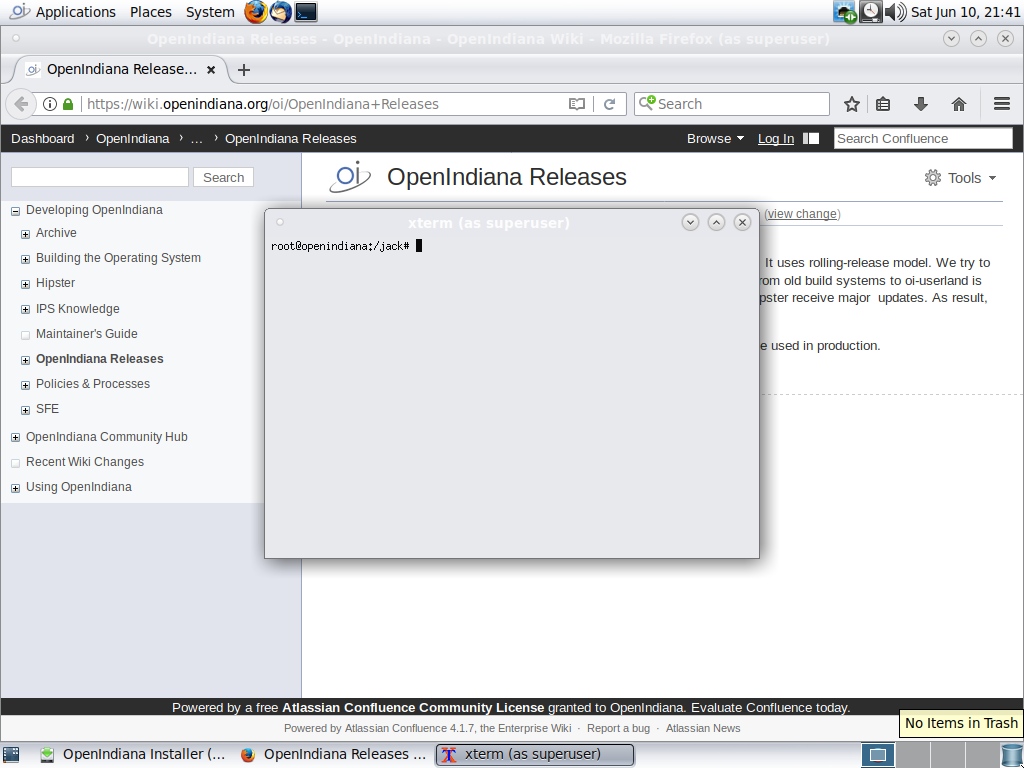 Applications Places System Sat Jun 10, 21:41
OpenIndiana Releases - OpenIndiana - OpenIndiana Wiki - Mozilla Firefox (as superuser)
OpenIndiana Release...
https://wiki.openindiana.org/oi/OpenIndiana+Releases Search
Dashboard › OpenIndiana › ... › OpenIndiana Releases Browse Log In Search Confluence
Search
oi OpenIndiana Releases Tools
Developing OpenIndiana
Archive
Building the Operating System
Hipster
IPS Knowledge
Maintainer's Guide
OpenIndiana Releases
Policies & Processes
SFE
OpenIndiana Community Hub
Recent Wiki Changes
Using OpenIndiana
xterm (as superuser)
root@openindiana:/jack#
(view change)
It uses rolling-release model. We try to
old build systems to oi-userland is
receive major updates. As result,
used in production.
Powered by a free Atlassian Confluence Community License granted to OpenIndiana. Evaluate Confluence today.
Powered by Atlassian Confluence 4.1.7, the Enterprise Wiki · Report a bug · Atlassian News
No Items in Trash
OpenIndiana Installer (... OpenIndiana Releases ... xterm (as superuser)